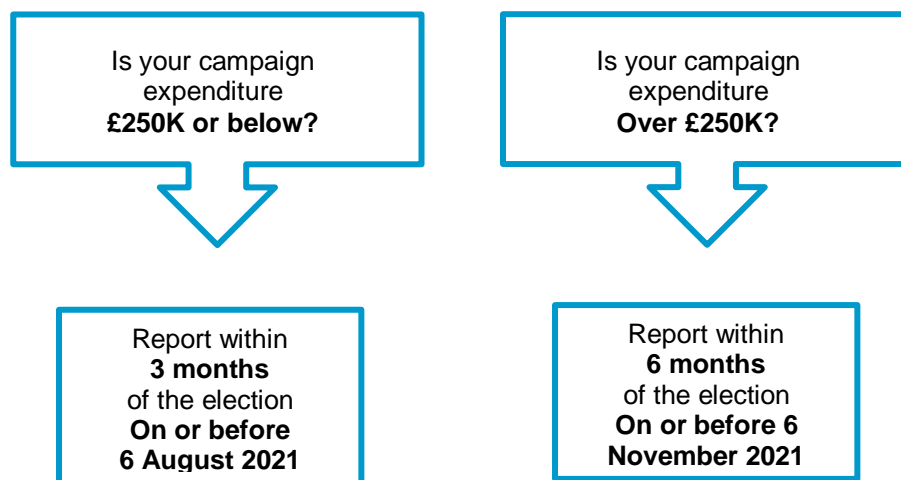 Is your campaign
expenditure
£250K or below?
Report within
3 months
of the election
On or before
6 August 2021
Is your campaign
expenditure
Over £250K?
Report within
6 months
of the election
On or before 6
November 2021